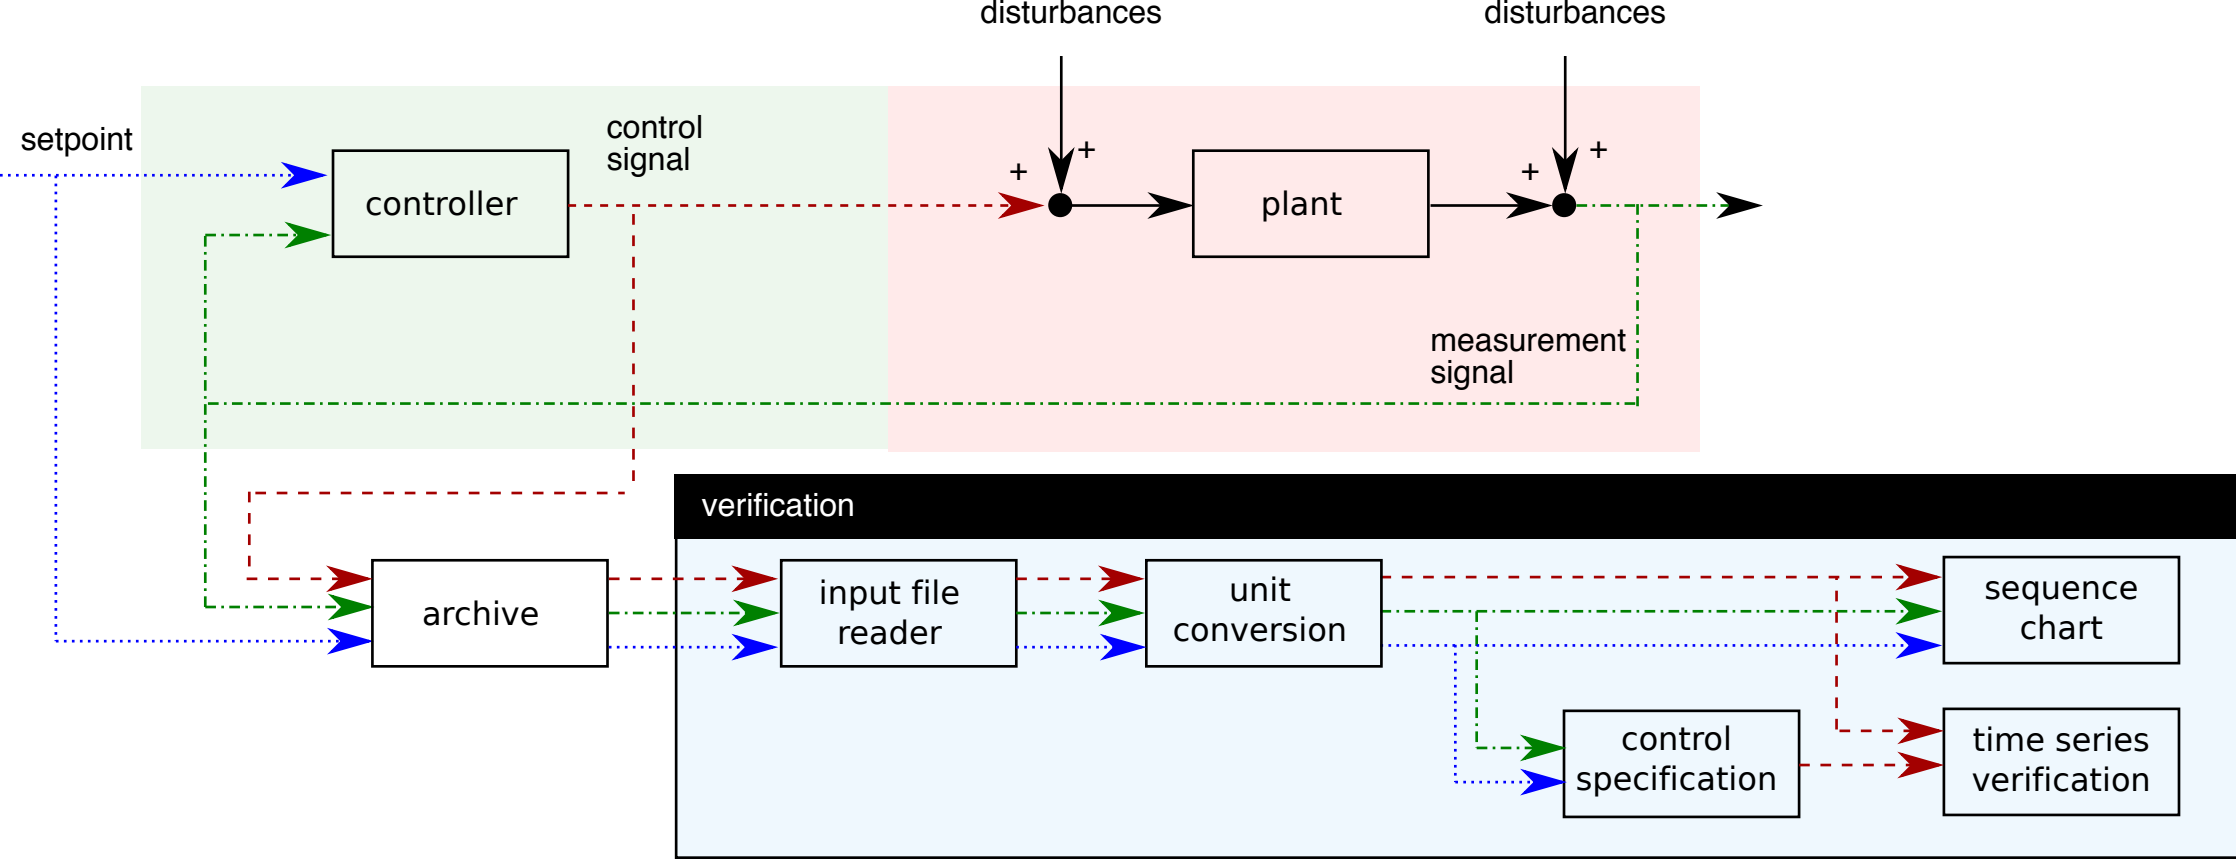 disturbances
disturbances
setpoint
control
signal
+
+
+
+
controller
plant
measurement
signal
verification
archive
input file
reader
unit
conversion
sequence
chart
control
specification
time series
verification